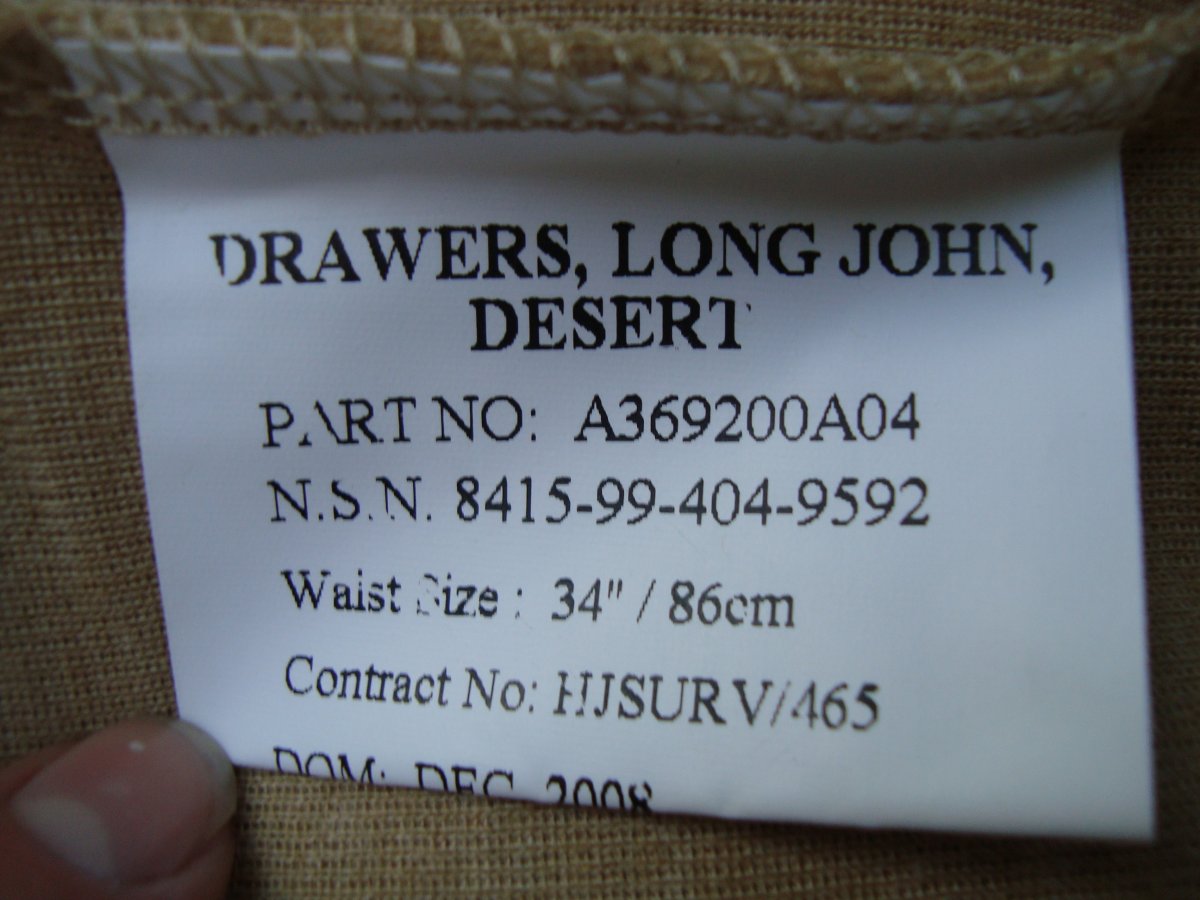 DRAWERS, LONG JOHN,
DESERT
PART NO: A369200A04
N.S.N. 8415-99-404-9592
Waist Size : 34" / 86cm
Contract No: HJSURV/465
DOM: DEC 2008